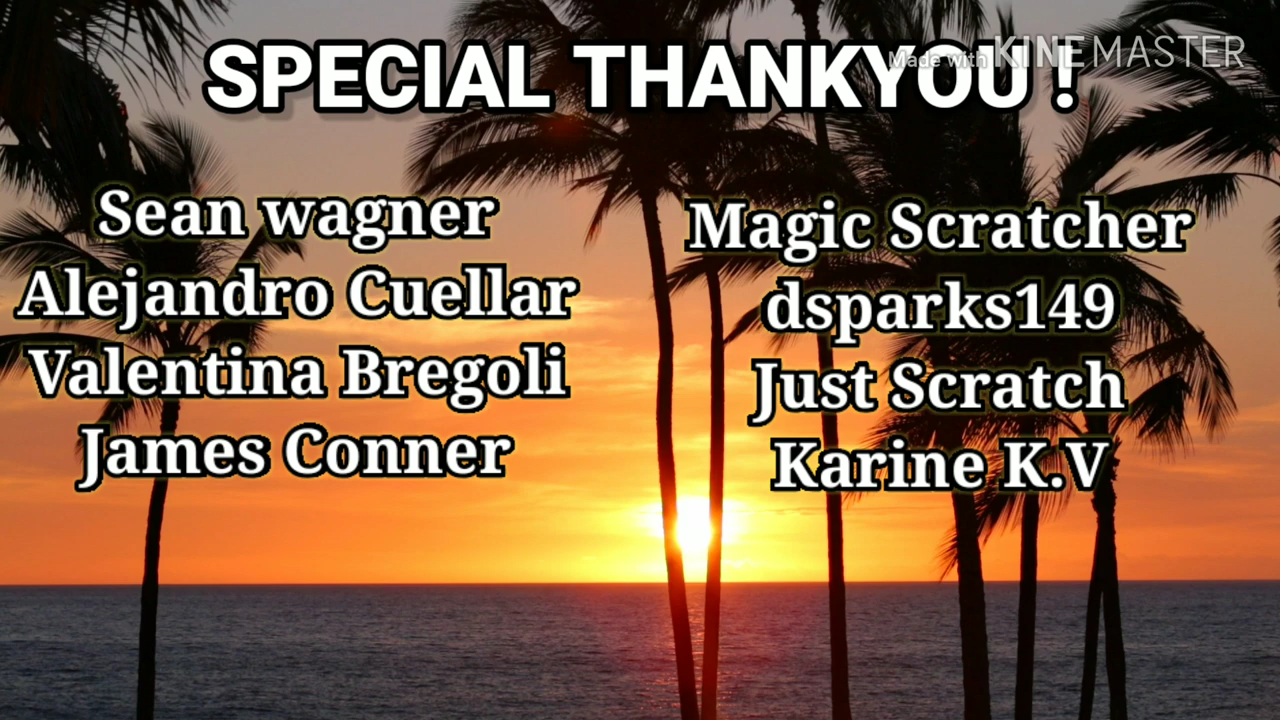 SPECIAL THANKYOU !
Made with KINEMASTER
Sean wagner
Alejandro Cuellar
Valentina Bregoli
James Conner
Magic Scratcher
dsparks149
Just Scratch
Karine K.V